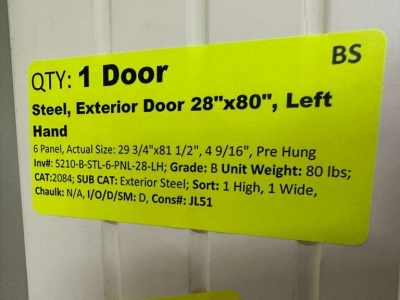 BS
QTY: 1 Door
Steel, Exterior Door 28"x80", Left
Hand
6 Panel, Actual Size: 29 3/4"x81 1/2", 4 9/16", Pre Hung
Inv#: 5210-B-STL-6-PNL-28-LH; Grade: B Unit Weight: 80 lbs;
CAT:2084; SUB CAT: Exterior Steel; Sort: 1 High, 1 Wide,
Chaulk: N/A, I/O/D/SM: D, Cons#: JL51